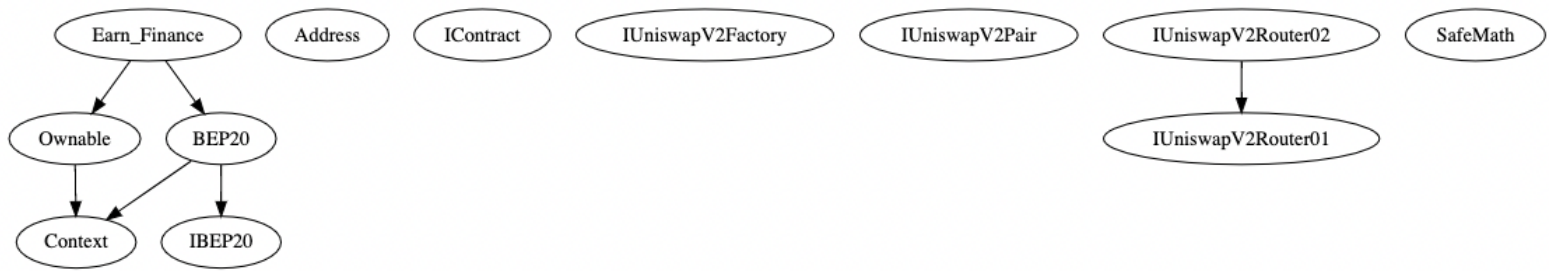 Earn_Finance
Address
IContract
IUniswapV2Factory
IUniswapV2Pair
IUniswapV2Router02
SafeMath
Ownable
BEP20
IUniswapV2Router01
Context
IBEP20